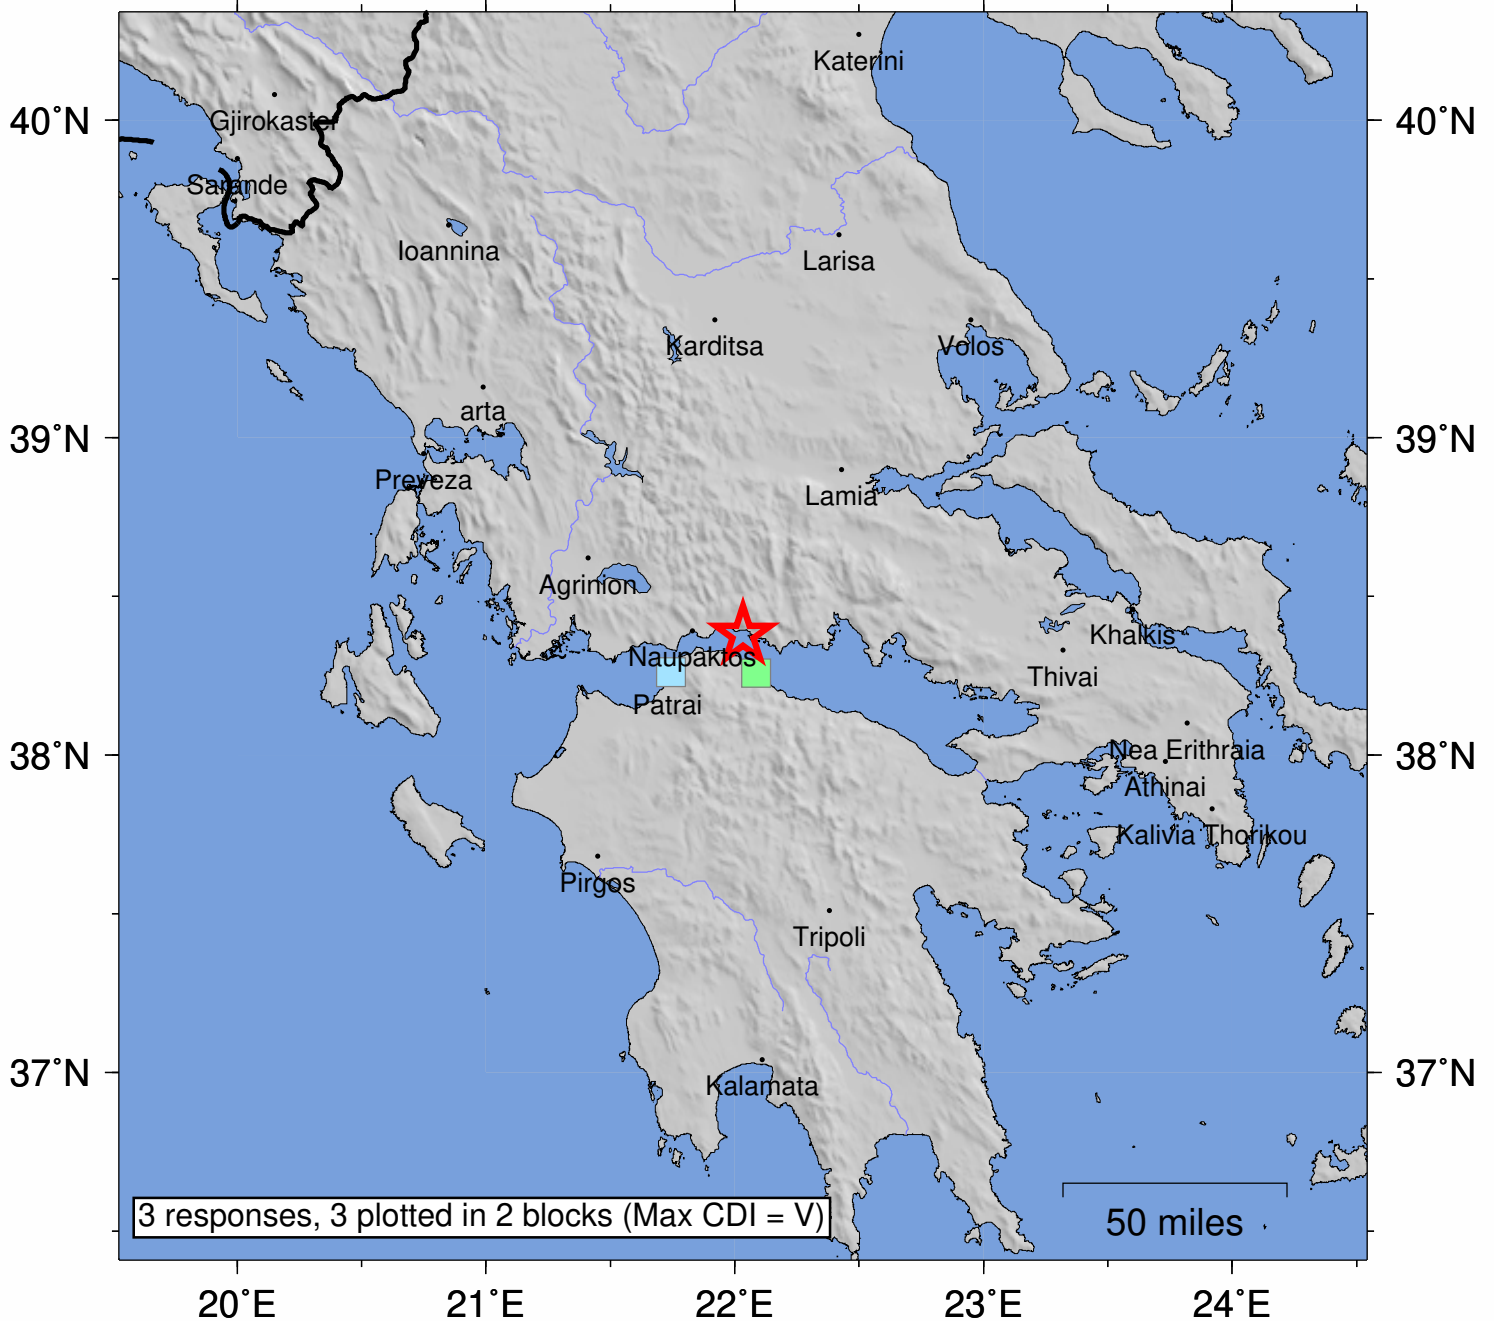 Katerini
40˚N
40˚N
Gjirokaster
Sarande
Ioannina
Larisa
Karditsa
Volos
arta
39˚N
39˚N
Preveza
Lamia
Agrinion
Khalkis
Naupaktos
Thivai
Patrai
38˚N
Nea Erithraia
38˚N
Athinai
Kalivia Thorikou
Pirgos
Tripoli
37˚N
37˚N
Kalamata
3 responses, 3 plotted in 2 blocks (Max CDI = V)
50 miles
20˚E
21˚E
22˚E
23˚E
24˚E